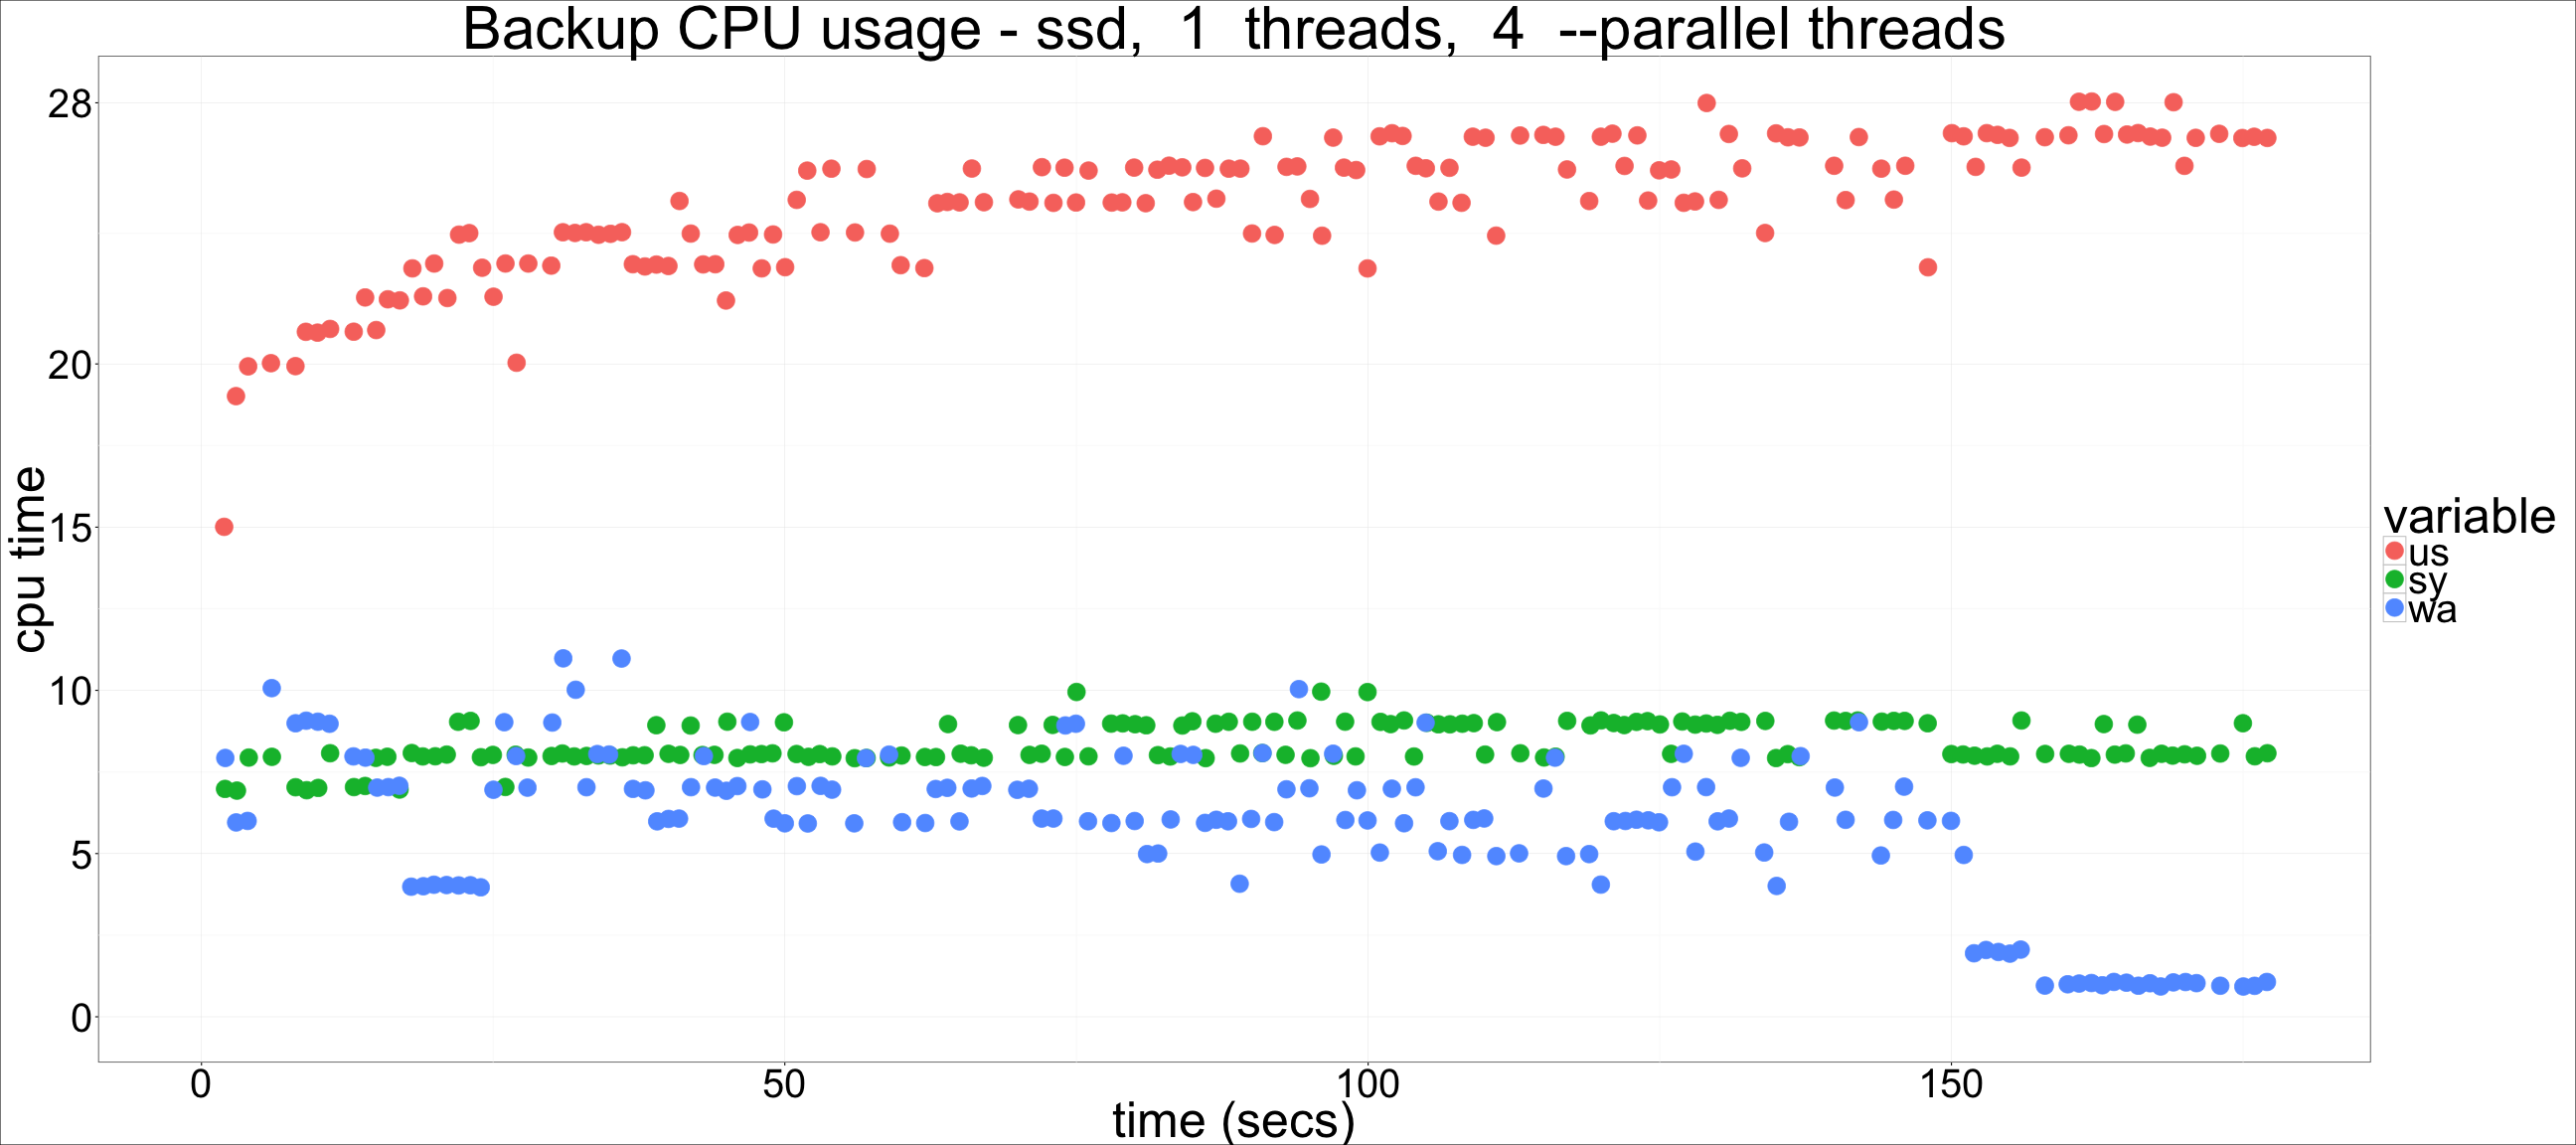 Backup CPU usage - ssd,  1  threads,  4  --parallel threads
28
20
15
10
5
0
cpu time
0 50 100 150
time (secs)
variable
us
sy
wa